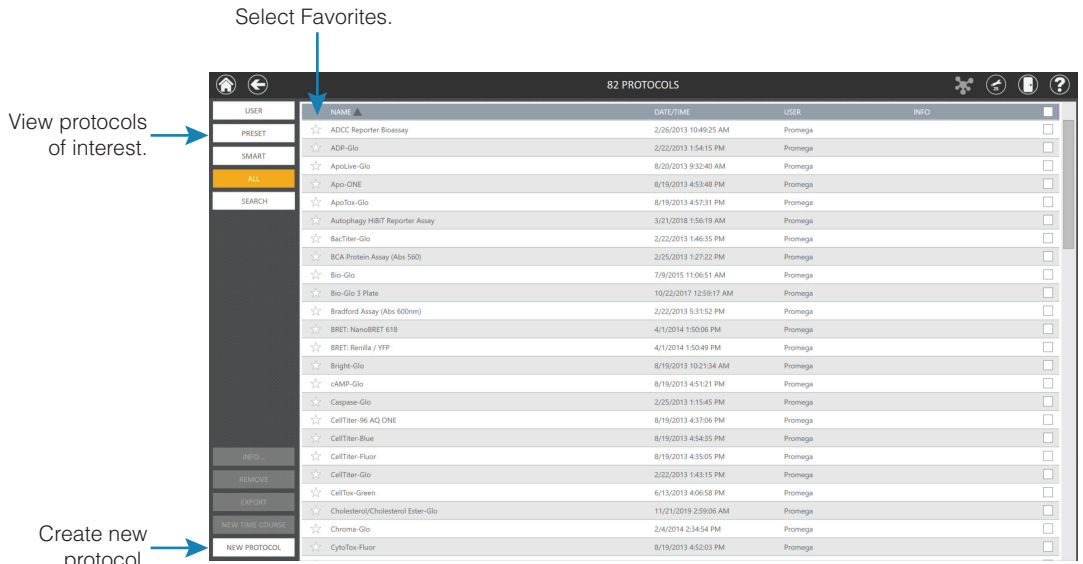 Select Favorites.
82 PROTOCOLS
View protocols
of interest.
USER
PRESET
SMART
ALL
SEARCH
INFO...
REMOVE
EXPORT
NEW TIME COURSE
NEW PROTOCOL
Create new
protocol.
NAME DATE/TIME USER INFO
ADCC Reporter Bioassay 2/26/2013 10:49:25 AM Promega
ADP-Glo 2/22/2013 1:54:15 PM Promega
ApoLive-Glo 8/20/2013 9:32:40 AM Promega
Apo-ONE 8/19/2013 4:53:48 PM Promega
ApoTox-Glo 8/19/2013 4:57:31 PM Promega
Autophagy HiBiT Reporter Assay 3/21/2018 1:56:19 AM Promega
BacTiter-Glo 2/22/2013 1:46:35 PM Promega
BCA Protein Assay (Abs 560) 2/25/2013 1:27:22 PM Promega
Bio-Glo 7/9/2015 11:06:51 AM Promega
Bio-Glo 3 Plate 10/22/2017 12:59:17 AM Promega
Bradford Assay (Abs 600nm) 2/22/2013 5:31:52 PM Promega
BRET: NanoBRET 618 4/1/2014 1:50:06 PM Promega
BRET: Renilla / YFP 4/1/2014 1:50:49 PM Promega
Bright-Glo 8/19/2013 10:21:34 AM Promega
cAMP-Glo 8/19/2013 4:51:21 PM Promega
Caspase-Glo 2/25/2013 1:15:45 PM Promega
CellTiter-96 AQ ONE 8/19/2013 4:37:06 PM Promega
CellTiter-Blue 8/19/2013 4:54:35 PM Promega
CellTiter-Fluor 8/19/2013 4:35:05 PM Promega
CellTiter-Glo 2/22/2013 1:43:15 PM Promega
CellTox-Green 6/13/2013 4:06:58 PM Promega
Cholesterol/Cholesterol Ester-Glo 11/21/2019 2:59:06 AM Promega
Chroma-Glo 2/4/2014 2:34:54 PM Promega
CytoTox-Fluor 8/19/2013 4:52:03 PM Promega